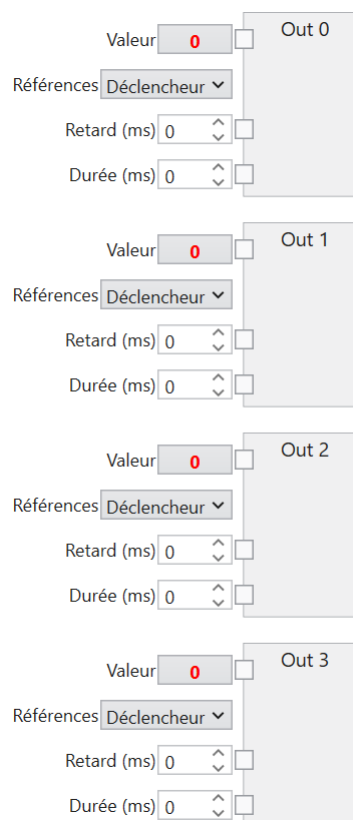 Out 0
Valeur 0
Références Déclencheur
Retard (ms) 0
Durée (ms) 0
Out 1
Valeur 0
Références Déclencheur
Retard (ms) 0
Durée (ms) 0
Out 2
Valeur 0
Références Déclencheur
Retard (ms) 0
Durée (ms) 0
Out 3
Valeur 0
Références Déclencheur
Retard (ms) 0
Durée (ms) 0